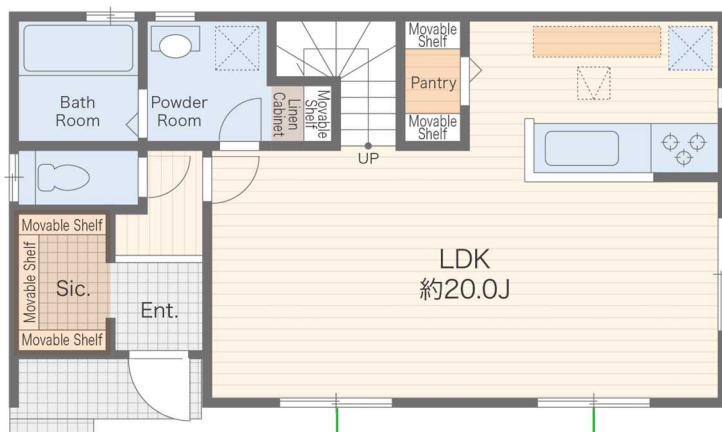 Movable
Shelf
Pantry
Movable
Shelf
Bath
Room
Powder
Room
Linen
Cabinet
Movable
Shelf
UP
Movable Shelf
Movable Shelf
Sic.
Movable Shelf
Ent.
LDK
約20.0J